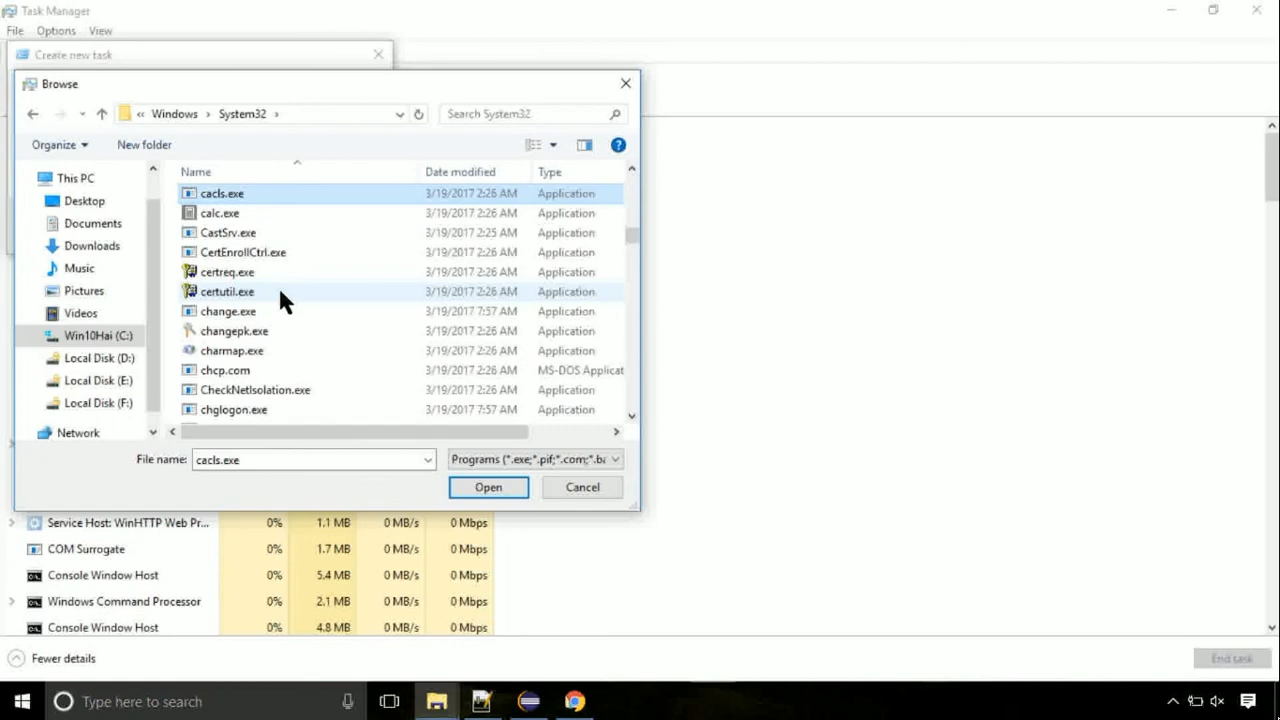 Task Manager
File Options View
Create new task
Browse
« Windows › System32 ›
Search System32
Organize New folder
Name Date modified Type
This PC
Desktop
Documents
Downloads
Music
Pictures
Videos
Win10Hai (C:)
Local Disk (D:)
Local Disk (E:)
Local Disk (F:)
Network
cacls.exe 3/19/2017 2:26 AM Application
calc.exe 3/19/2017 2:26 AM Application
CastSrv.exe 3/19/2017 2:25 AM Application
CertEnrollCtrl.exe 3/19/2017 2:26 AM Application
certreq.exe 3/19/2017 2:26 AM Application
certutil.exe 3/19/2017 2:26 AM Application
change.exe 3/19/2017 7:57 AM Application
changepk.exe 3/19/2017 2:26 AM Application
charmap.exe 3/19/2017 2:26 AM Application
chcp.com 3/19/2017 2:26 AM MS-DOS Applicat
CheckNetIsolation.exe 3/19/2017 2:26 AM Application
chglogon.exe 3/19/2017 7:57 AM Application
File name: cacls.exe Programs (*.exe;*.pif;*.com;*.ba
Open Cancel
Service Host: WinHTTP Web Pr... 0% 1.1 MB 0 MB/s 0 Mbps
COM Surrogate 0% 1.7 MB 0 MB/s 0 Mbps
Console Window Host 0% 5.4 MB 0 MB/s 0 Mbps
Windows Command Processor 0% 2.1 MB 0 MB/s 0 Mbps
Console Window Host 0% 4.8 MB 0 MB/s 0 Mbps
Fewer details
End task
Type here to search